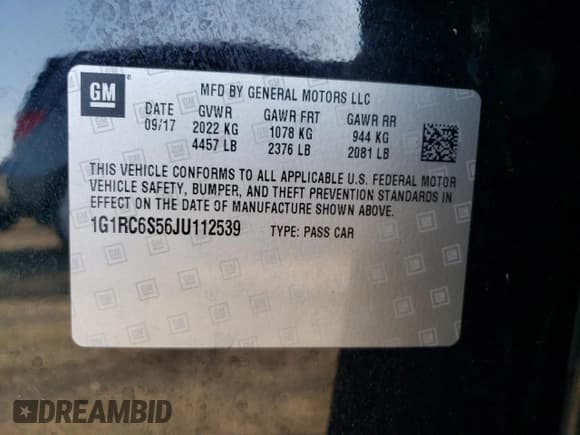 GM
MFD BY GENERAL MOTORS LLC
DATE GVWR GAWR FRT GAWR RR
09/17 2022 KG 1078 KG 944 KG
4457 LB 2376 LB 2081 LB
THIS VEHICLE CONFORMS TO ALL APPLICABLE U.S. FEDERAL MOTOR
VEHICLE SAFETY, BUMPER, AND THEFT PREVENTION STANDARDS IN
EFFECT ON THE DATE OF MANUFACTURE SHOWN ABOVE.
1G1RC6S56JU112539 TYPE: PASS CAR
DREAMBID